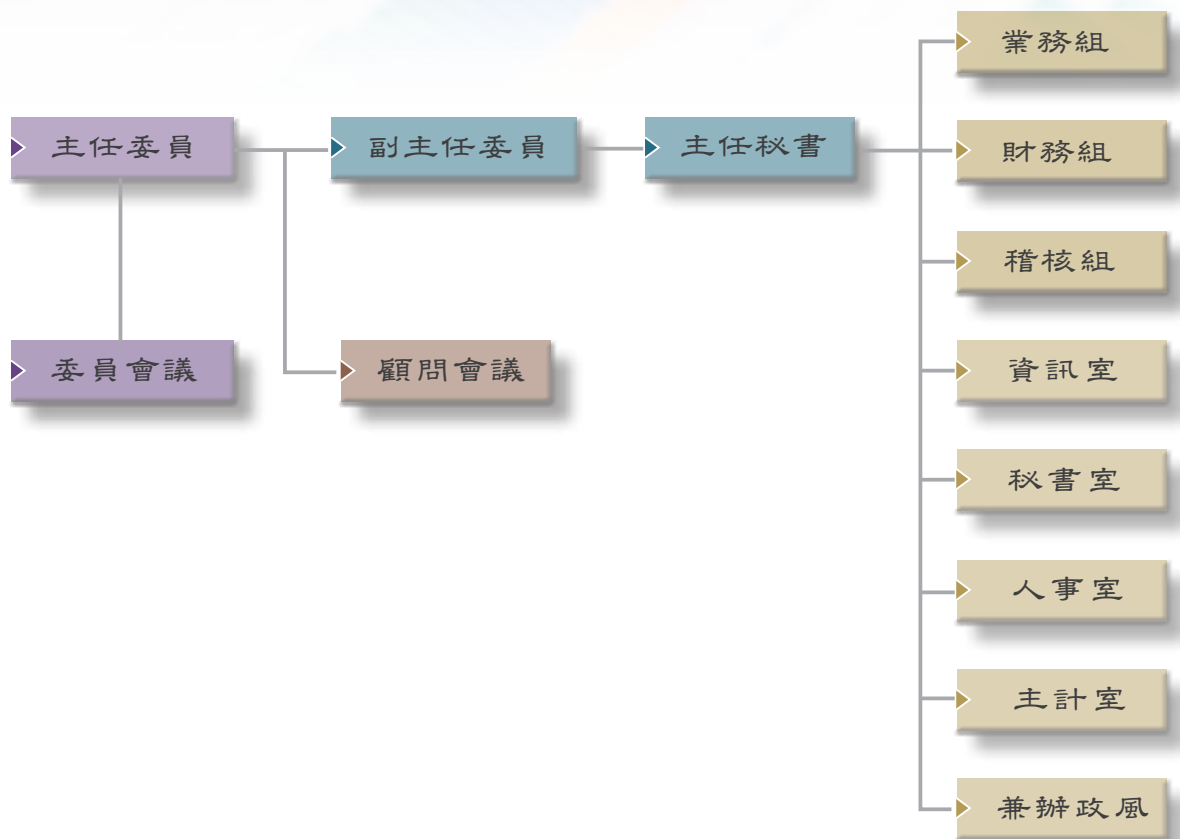 主任委員
副主任委員
主任秘書
委員會議
顧問會議
業務組
財務組
稽核組
資訊室
秘書室
人事室
主計室
兼辦政風